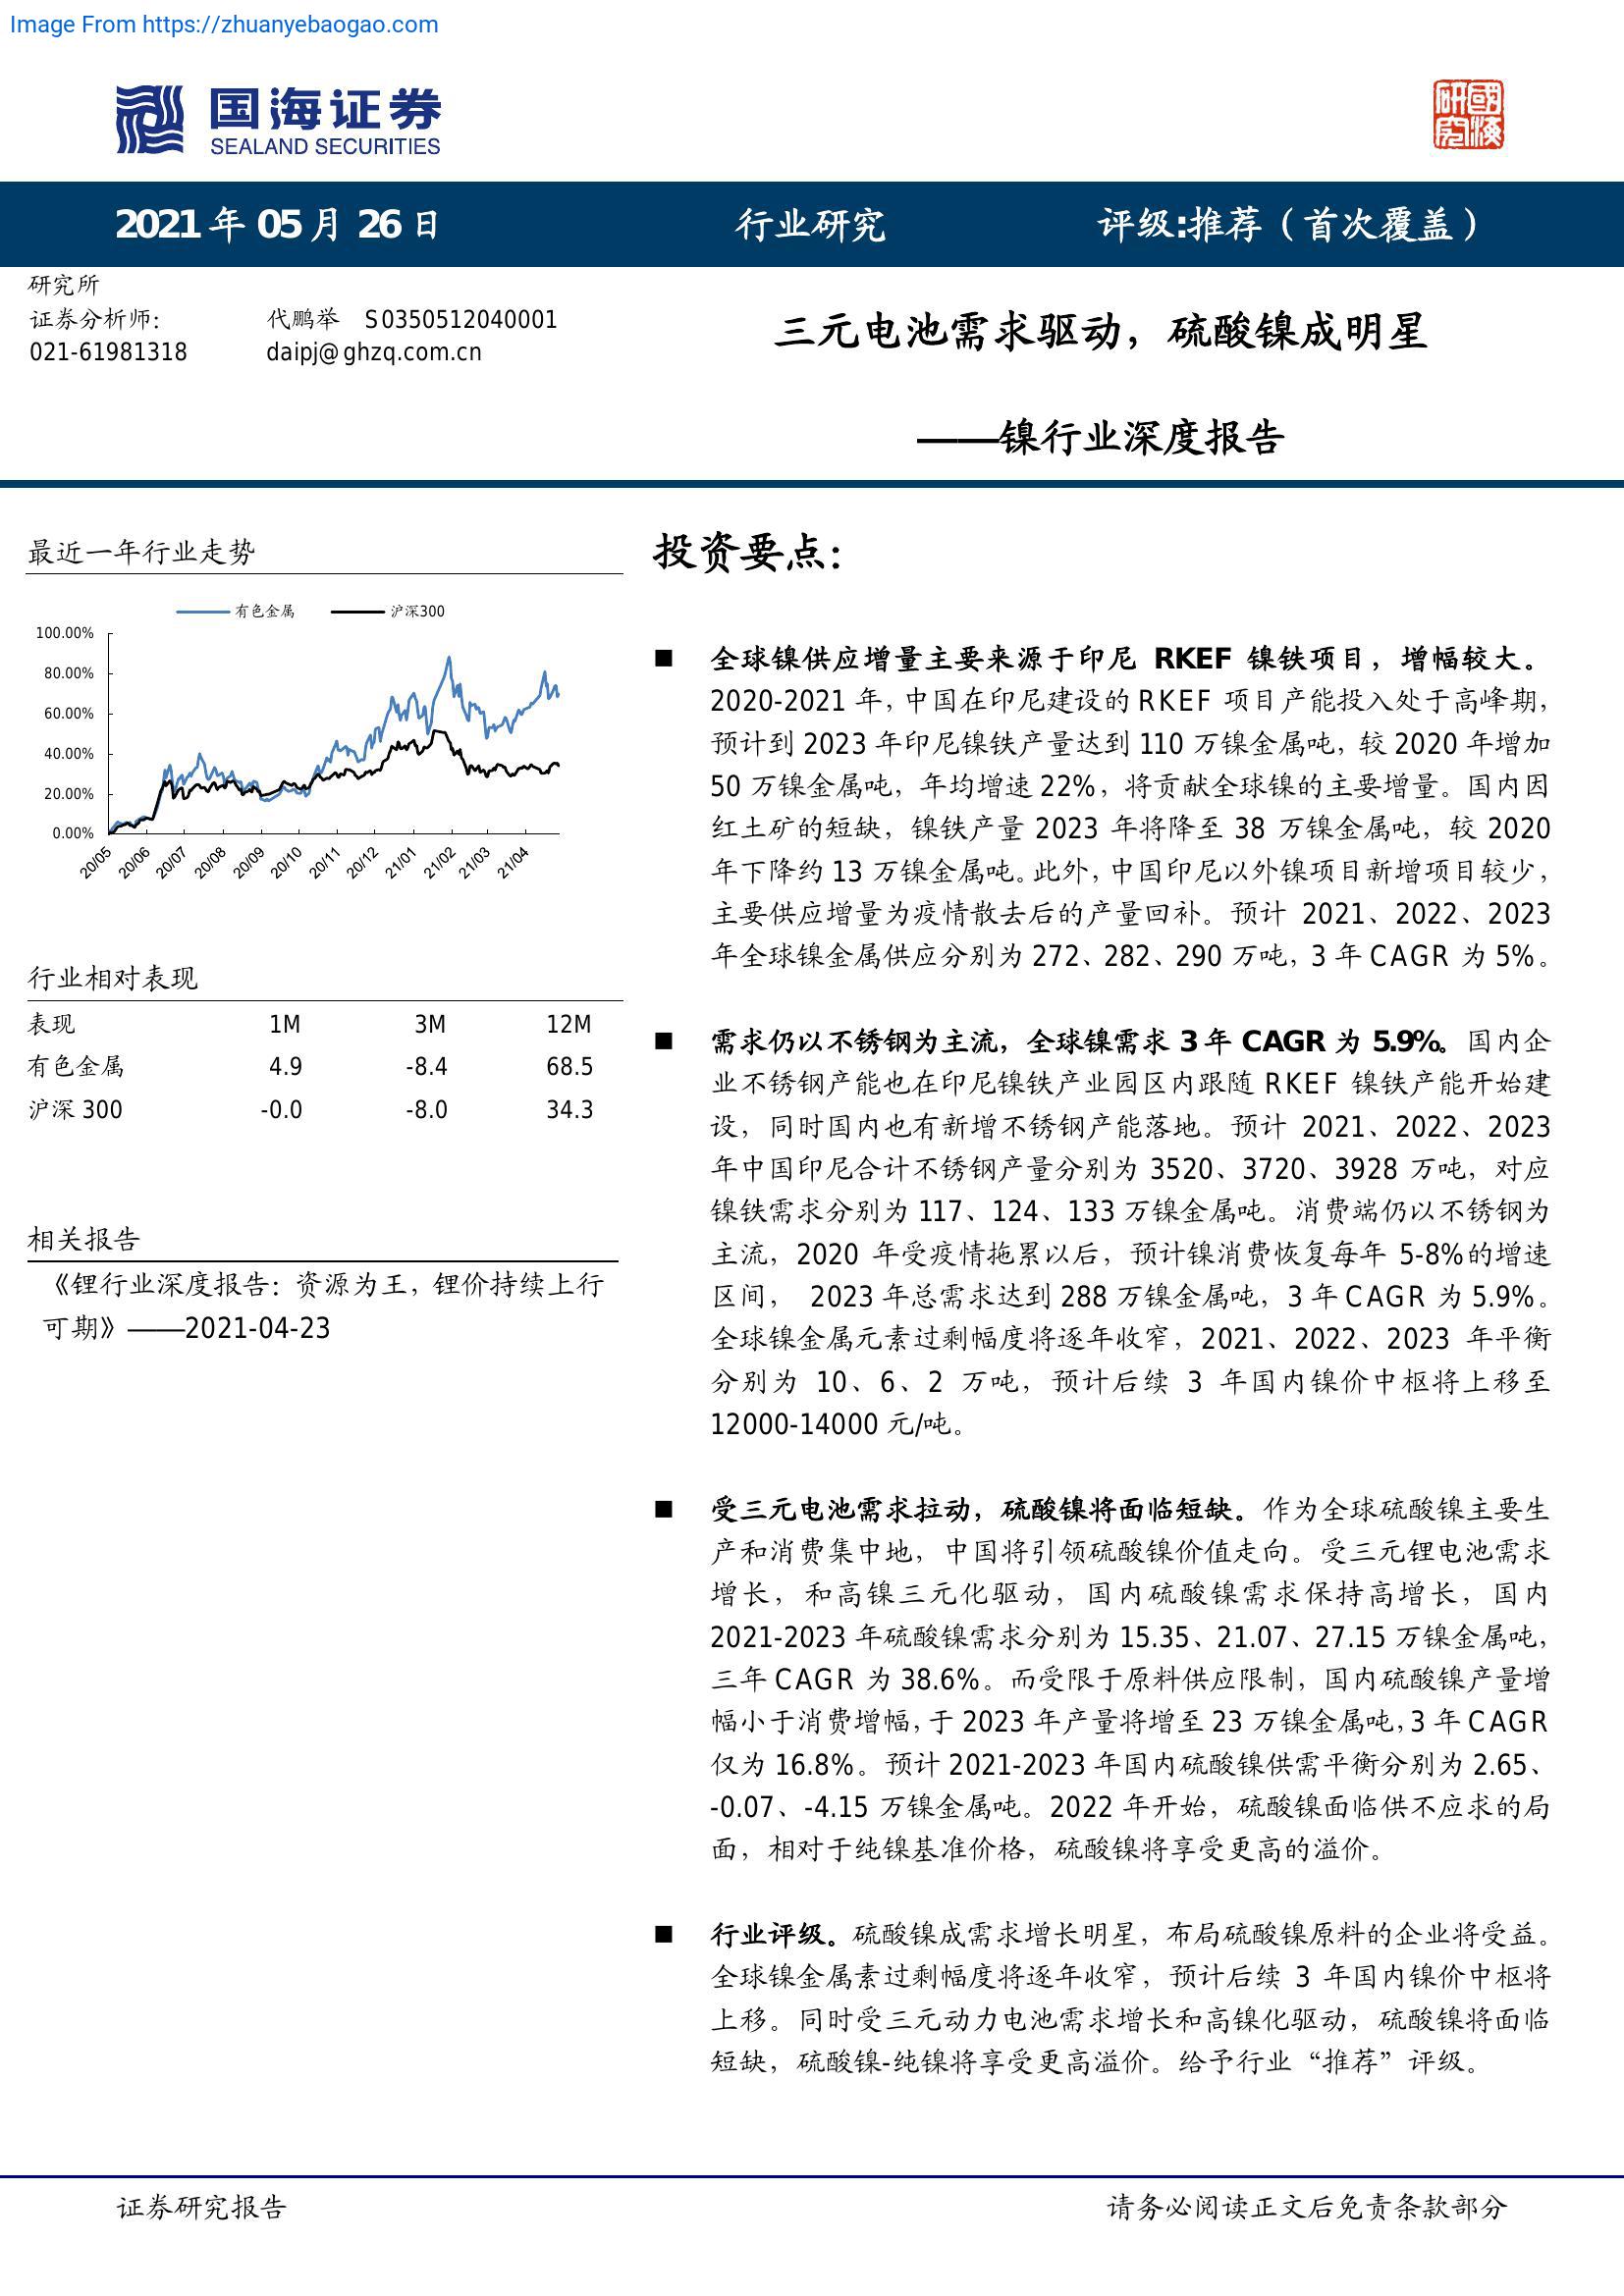 Image From https://zhuanyebaogao.com
国海证券
SEALAND SECURITIES
研國
究海
2021 年 05 月 26 日
行业研究
评级:推荐（首次覆盖）
研究所
证券分析师: 代鹏举 S0350512040001
021-61981318 daipj@ghzq.com.cn
三元电池需求驱动，硫酸镍成明星
——镍行业深度报告
最近一年行业走势
有色金属 沪深300
100.00%
80.00%
60.00%
40.00%
20.00%
0.00%
20/05 20/06 20/07 20/08 20/09 20/10 20/11 20/12 21/01 21/02 21/03 21/04
行业相对表现
表现 1M 3M 12M
有色金属 4.9 -8.4 68.5
沪深 300 -0.0 -8.0 34.3
相关报告
《锂行业深度报告：资源为王，锂价持续上行
可期》——2021-04-23
投资要点：
■ 全球镍供应增量主要来源于印尼 RKEF 镍铁项目，增幅较大。
2020-2021 年，中国在印尼建设的 RKEF 项目产能投入处于高峰期，
预计到 2023 年印尼镍铁产量达到 110 万镍金属吨，较 2020 年增加
50 万镍金属吨，年均增速 22%，将贡献全球镍的主要增量。国内因
红土矿的短缺，镍铁产量 2023 年将降至 38 万镍金属吨，较 2020
年下降约 13 万镍金属吨。此外，中国印尼以外镍项目新增项目较少，
主要供应增量为疫情散去后的产量回补。预计 2021、2022、2023
年全球镍金属供应分别为 272、282、290 万吨，3 年 CAGR 为 5%。
■ 需求仍以不锈钢为主流，全球镍需求 3 年 CAGR 为 5.9%。国内企
业不锈钢产能也在印尼镍铁产业园区内跟随 RKEF 镍铁产能开始建
设，同时国内也有新增不锈钢产能落地。预计 2021、2022、2023
年中国印尼合计不锈钢产量分别为 3520、3720、3928 万吨，对应
镍铁需求分别为 117、124、133 万镍金属吨。消费端仍以不锈钢为
主流，2020 年受疫情拖累以后，预计镍消费恢复每年 5-8%的增速
区间， 2023 年总需求达到 288 万镍金属吨，3 年 CAGR 为 5.9%。
全球镍金属元素过剩幅度将逐年收窄，2021、2022、2023 年平衡
分别为 10、6、2 万吨，预计后续 3 年国内镍价中枢将上移至
12000-14000 元/吨。
■ 受三元电池需求拉动，硫酸镍将面临短缺。作为全球硫酸镍主要生
产和消费集中地，中国将引领硫酸镍价值走向。受三元锂电池需求
增长，和高镍三元化驱动，国内硫酸镍需求保持高增长，国内
2021-2023 年硫酸镍需求分别为 15.35、21.07、27.15 万镍金属吨，
三年 CAGR 为 38.6%。而受限于原料供应限制，国内硫酸镍产量增
幅小于消费增幅，于 2023 年产量将增至 23 万镍金属吨，3 年 CAGR
仅为 16.8%。预计 2021-2023 年国内硫酸镍供需平衡分别为 2.65、
-0.07、-4.15 万镍金属吨。2022 年开始，硫酸镍面临供不应求的局
面，相对于纯镍基准价格，硫酸镍将享受更高的溢价。
■ 行业评级。硫酸镍成需求增长明星，布局硫酸镍原料的企业将受益。
全球镍金属素过剩幅度将逐年收窄，预计后续 3 年国内镍价中枢将
上移。同时受三元动力电池需求增长和高镍化驱动，硫酸镍将面临
短缺，硫酸镍-纯镍将享受更高溢价。给予行业“推荐”评级。
证券研究报告
请务必阅读正文后免责条款部分